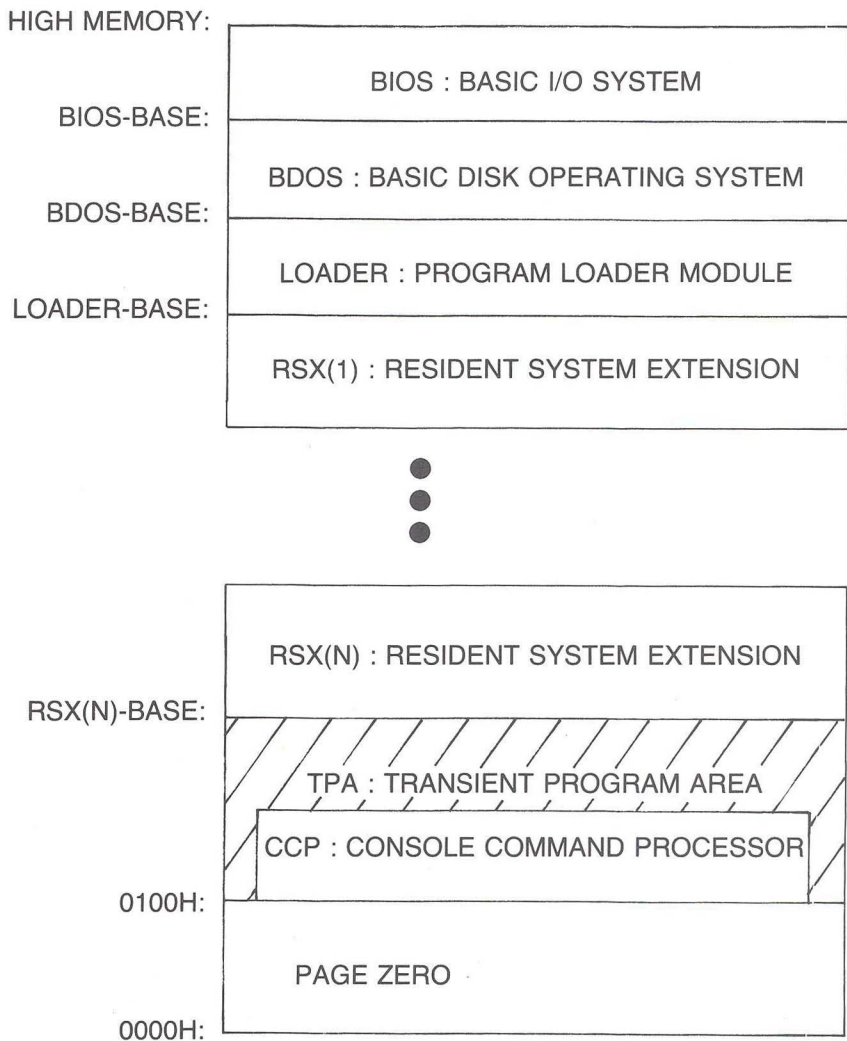 HIGH MEMORY:
BIOS : BASIC I/O SYSTEM
BIOS-BASE:
BDOS : BASIC DISK OPERATING SYSTEM
BDOS-BASE:
LOADER : PROGRAM LOADER MODULE
LOADER-BASE:
RSX(1) : RESIDENT SYSTEM EXTENSION
RSX(N) : RESIDENT SYSTEM EXTENSION
RSX(N)-BASE:
TPA : TRANSIENT PROGRAM AREA
CCP : CONSOLE COMMAND PROCESSOR
0100H:
PAGE ZERO
0000H: